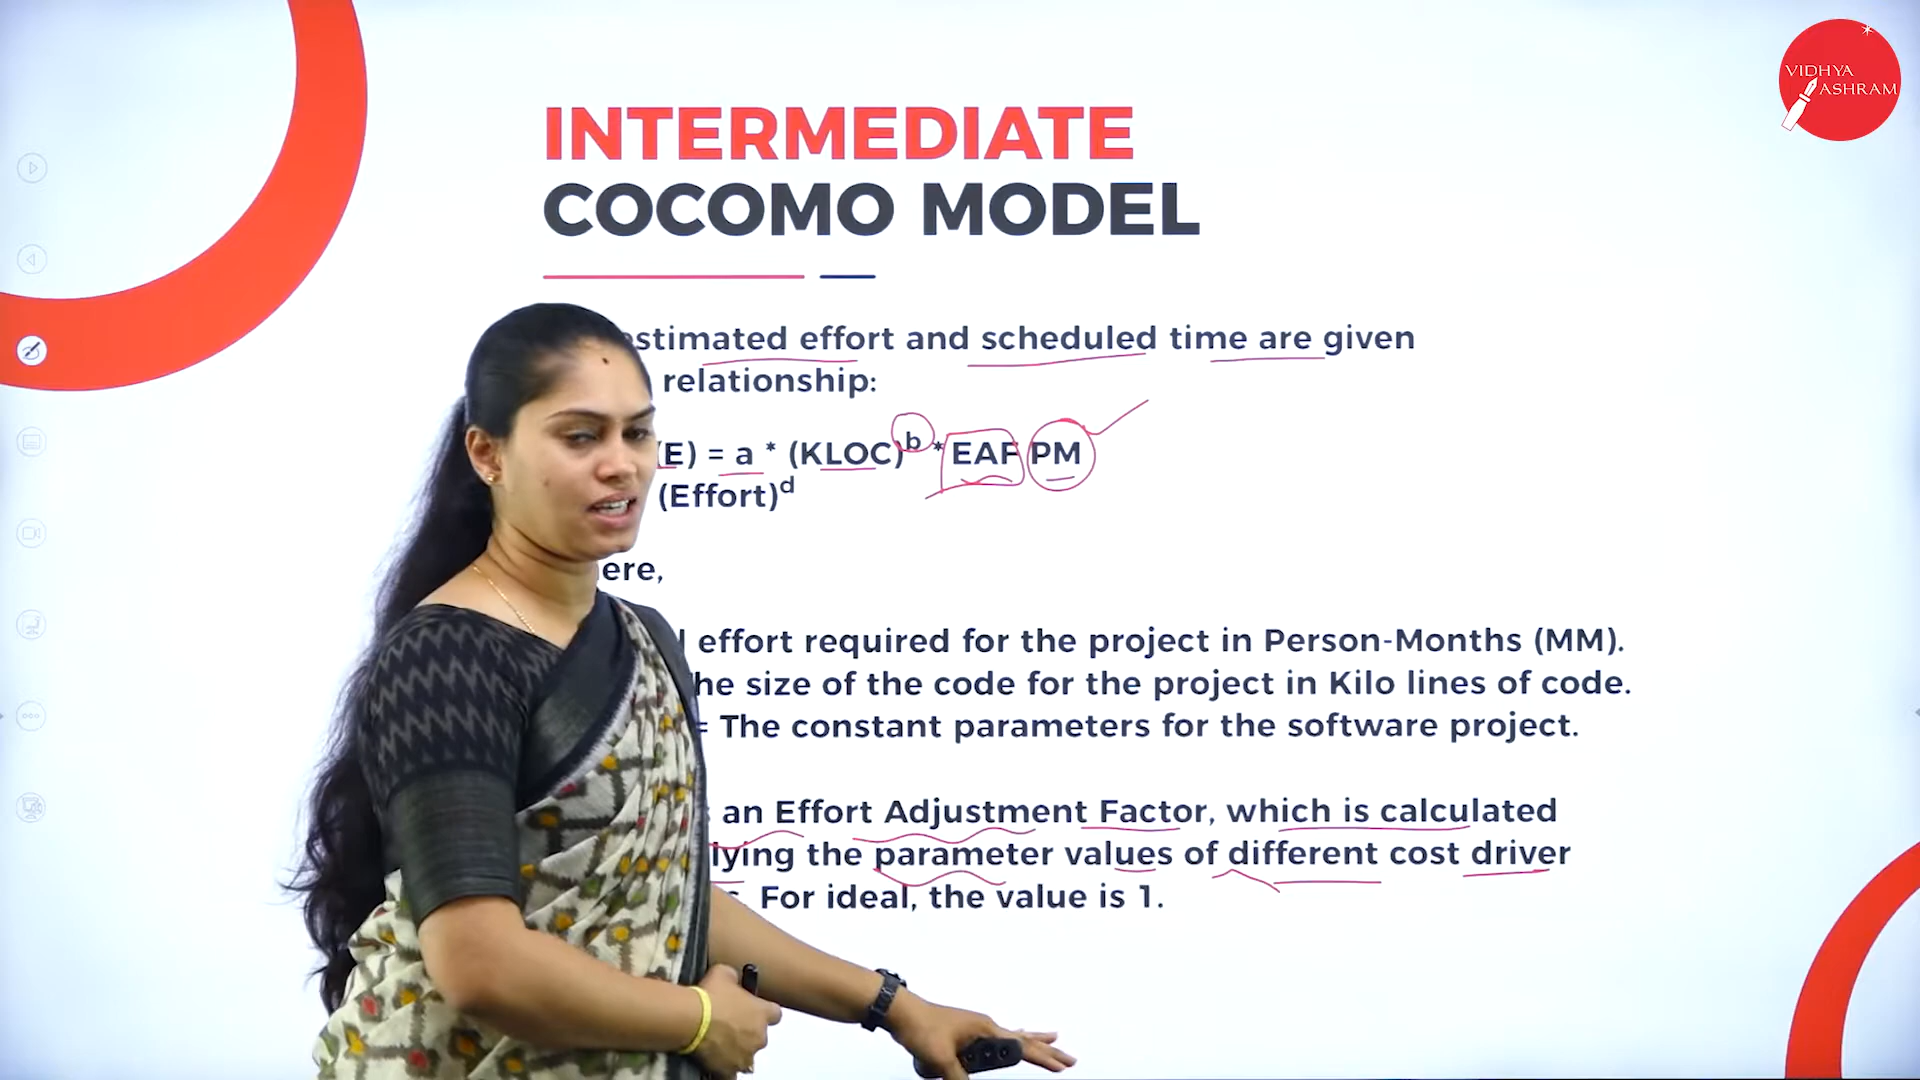 VIDHYA
ASHRAM
INTERMEDIATE
COCOMO MODEL
estimated effort and scheduled time are given
relationship:
(E) = a * (KLOC)ᵇ * EAF PM
(Effort)ᵈ
ere,
effort required for the project in Person-Months (MM).
he size of the code for the project in Kilo lines of code.
= The constant parameters for the software project.
an Effort Adjustment Factor, which is calculated
lying the parameter values of different cost driver
. For ideal, the value is 1.